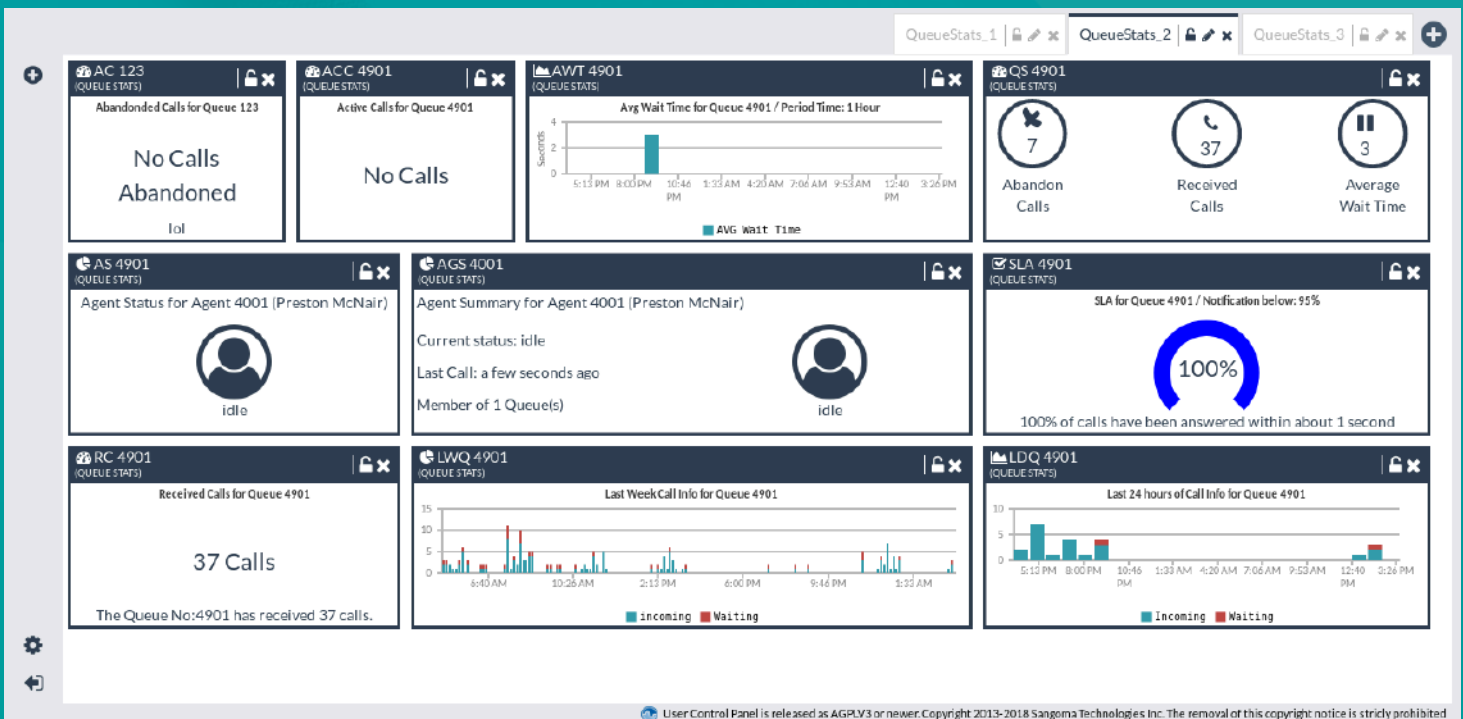 QueueStats_1 QueueStats_2 QueueStats_3
AC 123
(QUEUE STATS)
Abandonded Calls for Queue 123
No Calls
Abandoned
lol
ACC 4901
(QUEUE STATS)
Active Calls for Queue 4901
No Calls
AWT 4901
(QUEUE STATS)
Avg Wait Time for Queue 4901 / Period Time: 1 Hour
Seconds
4
2
0
5:13 PM 8:00 PM 10:46 PM 1:33 AM 4:20 AM 7:06 AM 9:53 AM 12:40 PM 3:26 PM
AVG Wait Time
QS 4901
(QUEUE STATS)
7 37 3
Abandon Calls
Received Calls
Average Wait Time
AS 4901
(QUEUE STATS)
Agent Status for Agent 4001 (Preston McNair)
idle
AGS 4001
(QUEUE STATS)
Agent Summary for Agent 4001 (Preston McNair)
Current status: idle
Last Call: a few seconds ago
Member of 1 Queue(s)
idle
SLA 4901
(QUEUE STATS)
SLA for Queue 4901 / Notification below: 95%
100%
100% of calls have been answered within about 1 second
RC 4901
(QUEUE STATS)
Received Calls for Queue 4901
37 Calls
The Queue No:4901 has received 37 calls.
LWQ 4901
(QUEUE STATS)
Last Week Call Info for Queue 4901
15
10
5
0
6:40 AM 10:26 AM 2:13 PM 6:00 PM 9:46 PM 1:33 AM
incoming Waiting
LDQ 4901
(QUEUE STATS)
Last 24 hours of Call Info for Queue 4901
10
5
0
5:13 PM 8:00 PM 10:46 PM 1:33 AM 4:20 AM 7:06 AM 9:53 AM 12:40 PM 3:26 PM
Incoming Waiting
User Control Panel is released as AGPLV3 or newer. Copyright 2013-2018 Sangoma Technologies Inc. The removal of this copyright notice is stricly prohibited